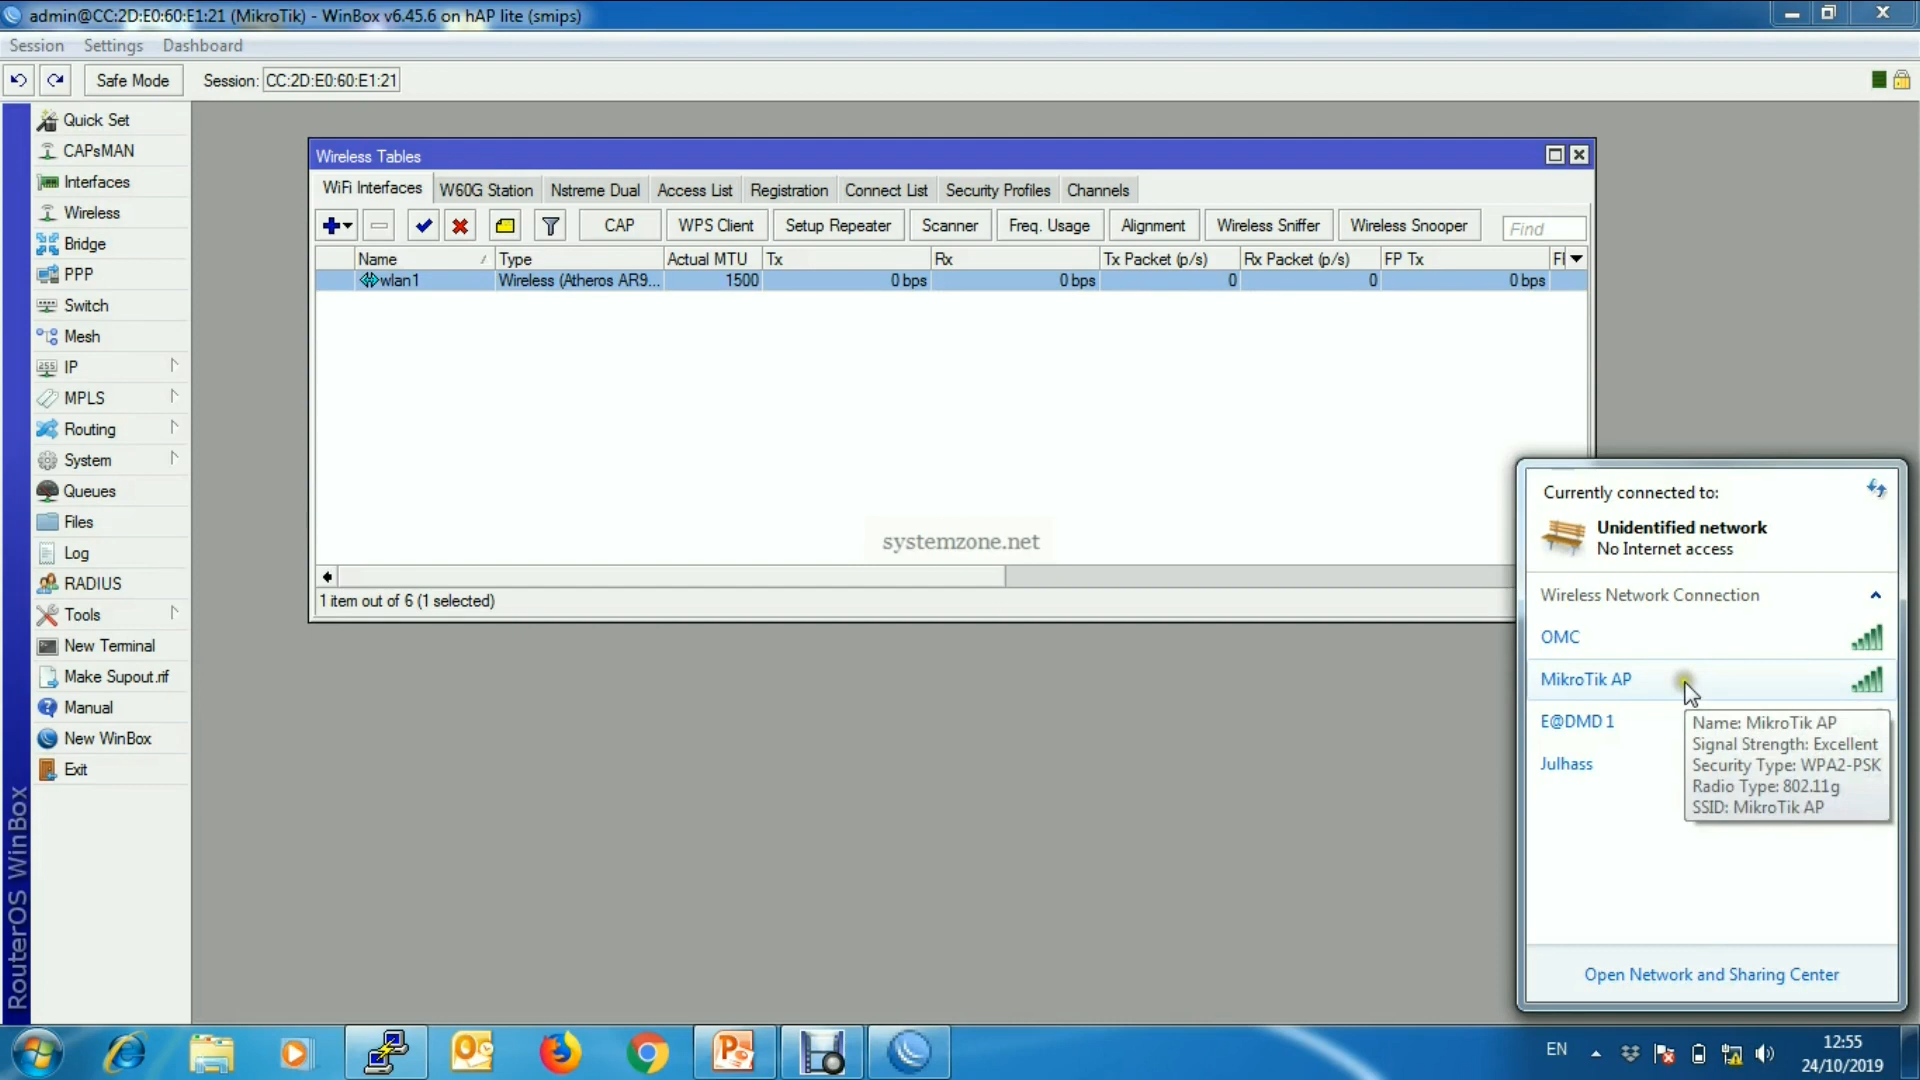 admin@CC:2D:E0:60:E1:21 (MikroTik) - WinBox v6.45.6 on hAP lite (smips)
Session Settings Dashboard
Safe Mode Session: CC:2D:E0:60:E1:21
Quick Set
CAPsMAN
Interfaces
Wireless
Bridge
PPP
Switch
Mesh
IP
MPLS
Routing
System
Queues
Files
Log
RADIUS
Tools
New Terminal
Make Supout.rif
Manual
New WinBox
Exit
RouterOS WinBox
Wireless Tables
WiFi Interfaces W60G Station Nstreme Dual Access List Registration Connect List Security Profiles Channels
CAP WPS Client Setup Repeater Scanner Freq. Usage Alignment Wireless Sniffer Wireless Snooper Find
Name Type Actual MTU Tx Rx Tx Packet (p/s) Rx Packet (p/s) FP Tx
wlan1 Wireless (Atheros AR9... 1500 0 bps 0 bps 0 0 0 bps
systemzone.net
1 item out of 6 (1 selected)
Currently connected to:
Unidentified network
No Internet access
Wireless Network Connection
OMC
MikroTik AP
E@DMD 1
Julhass
Name: MikroTik AP
Signal Strength: Excellent
Security Type: WPA2-PSK
Radio Type: 802.11g
SSID: MikroTik AP
Open Network and Sharing Center
EN
12:55
24/10/2019